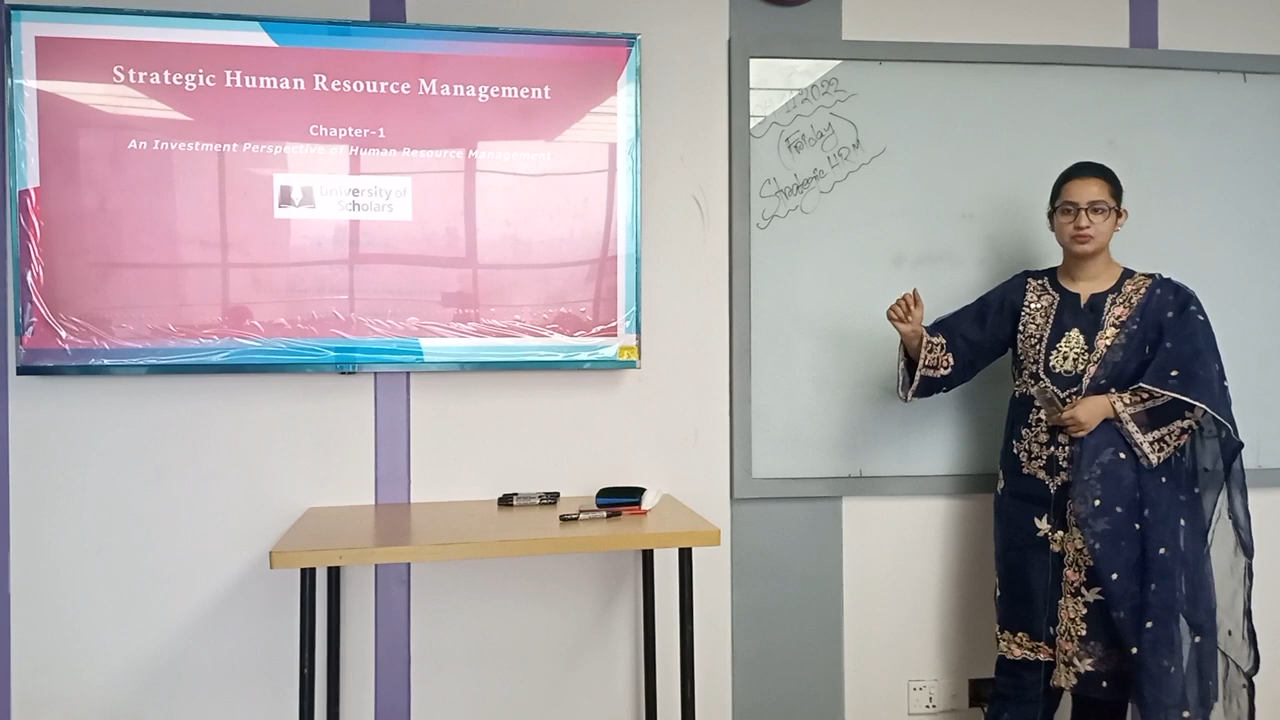 Strategic Human Resource Management
Chapter-1
An Investment Perspective of Human Resource Management
University of
Scholars
2022
(Friday)
Strategic HRM